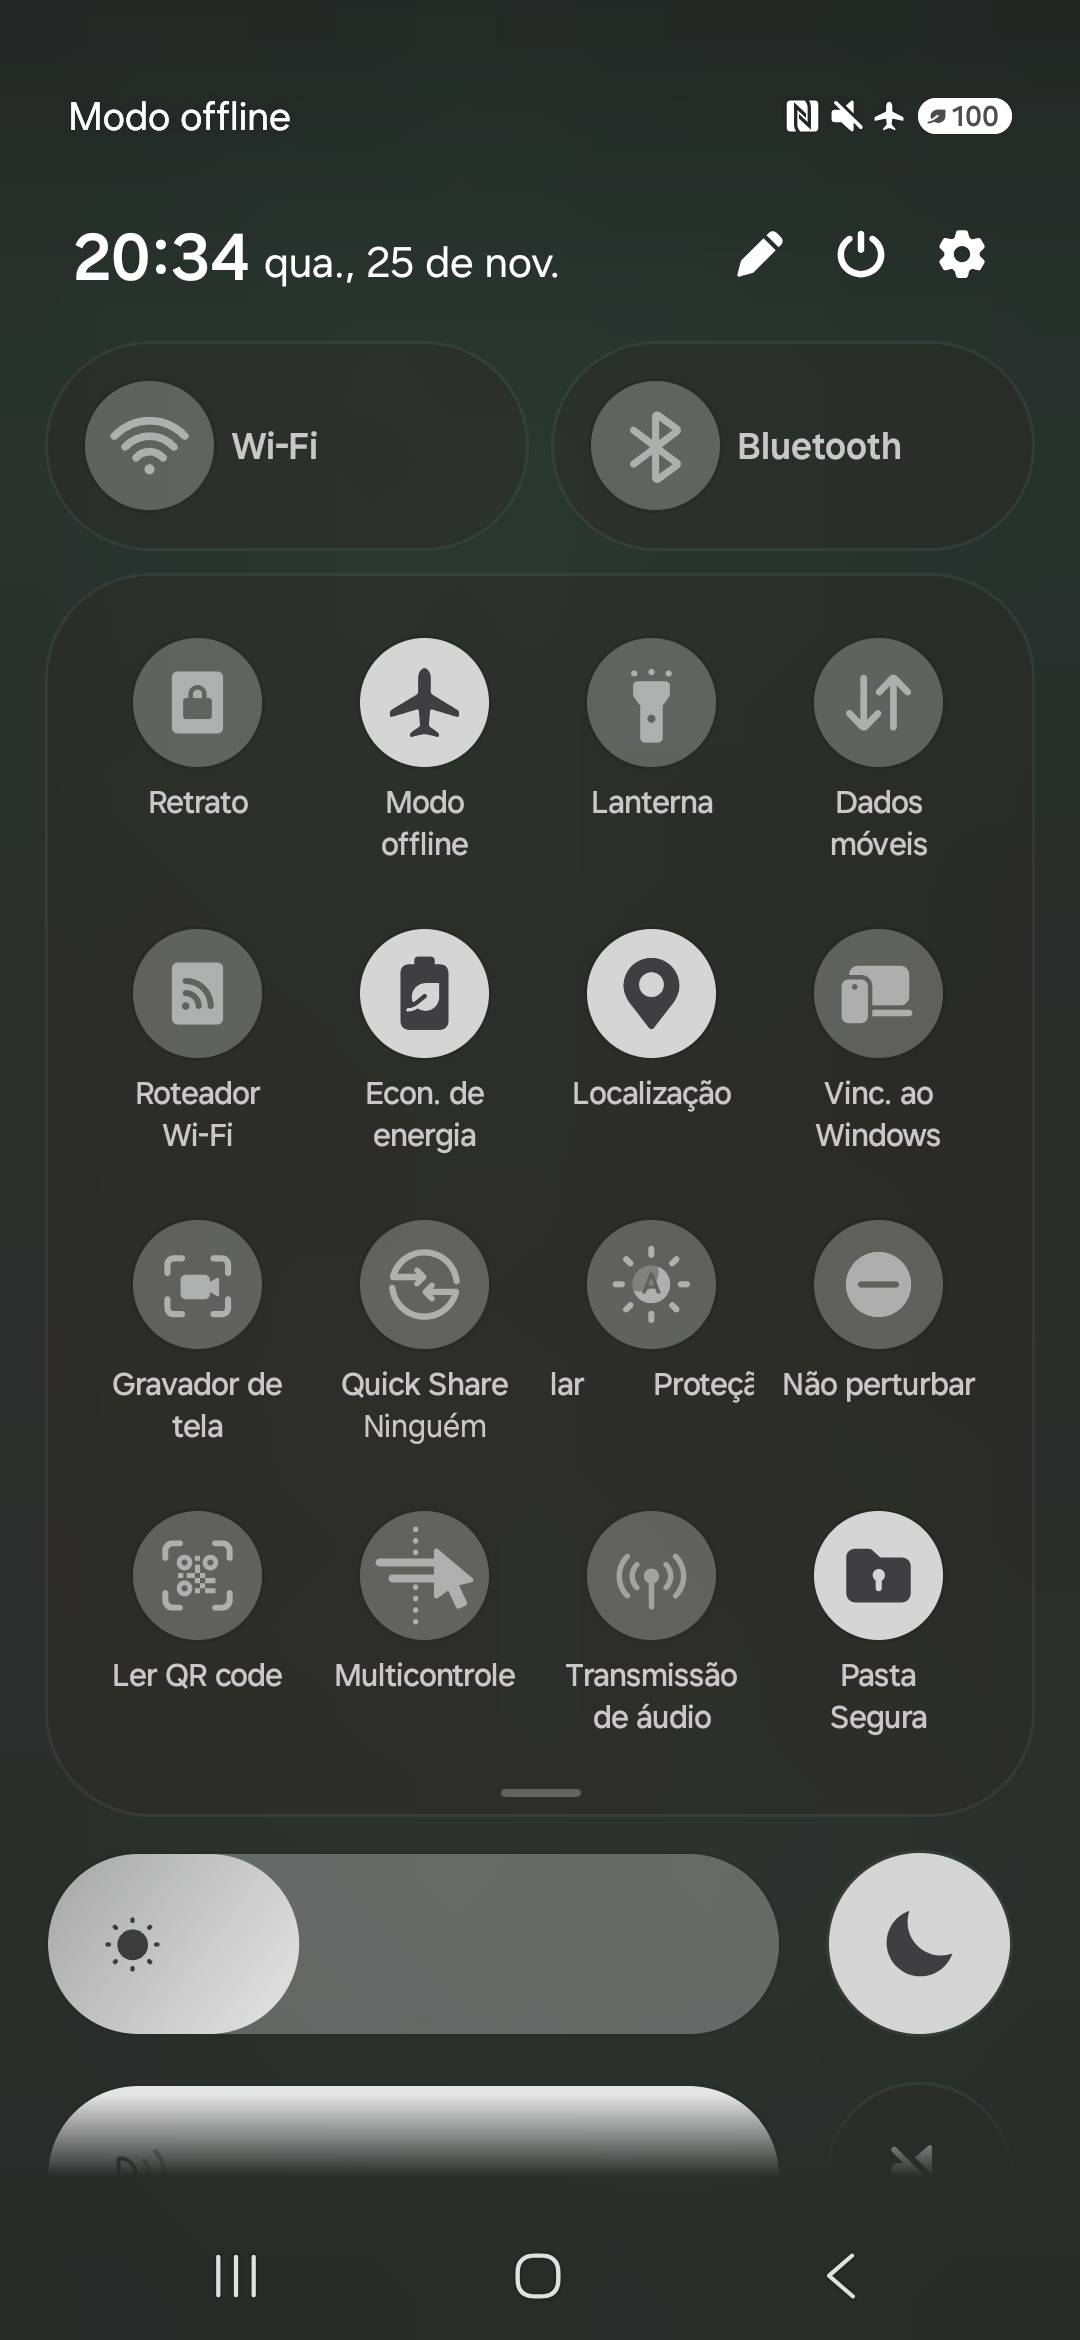 Modo offline
100
20:34 qua., 25 de nov.
Wi-Fi
Bluetooth
Retrato
Modo
offline
Lanterna
Dados
móveis
Roteador
Wi-Fi
Econ. de
energia
Localização
Vinc. ao
Windows
A
Gravador de
tela
Quick Share
Ninguém
lar Proteçã
Não perturbar
Ler QR code
Multicontrole
Transmissão
de áudio
Pasta
Segura